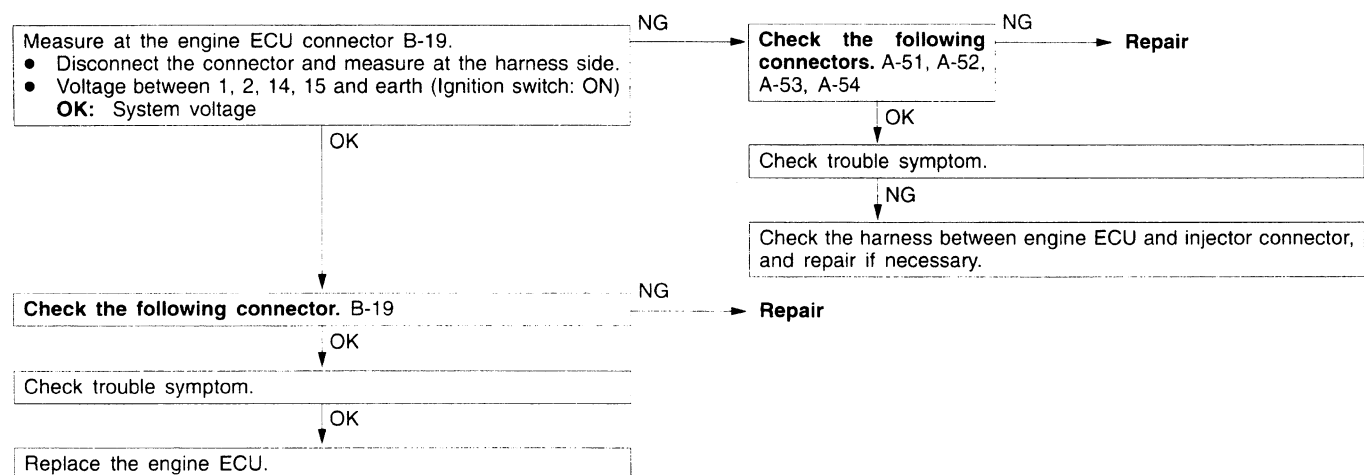 Measure at the engine ECU connector B-19.
● Disconnect the connector and measure at the harness side.
● Voltage between 1, 2, 14, 15 and earth (Ignition switch: ON)
OK: System voltage
NG
Check the following
connectors. A-51, A-52,
A-53, A-54
NG
Repair
OK
Check trouble symptom.
NG
Check the harness between engine ECU and injector connector,
and repair if necessary.
OK
Check the following connector. B-19
NG
Repair
OK
Check trouble symptom.
OK
Replace the engine ECU.